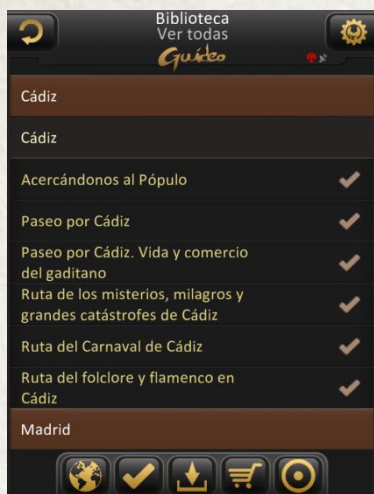 Biblioteca
Ver todas
Guideo
Cádiz
Cádiz
Acercándonos al Pópulo
Paseo por Cádiz
Paseo por Cádiz. Vida y comercio
del gaditano
Ruta de los misterios, milagros y
grandes catástrofes de Cádiz
Ruta del Carnaval de Cádiz
Ruta del folclore y flamenco en
Cádiz
Madrid